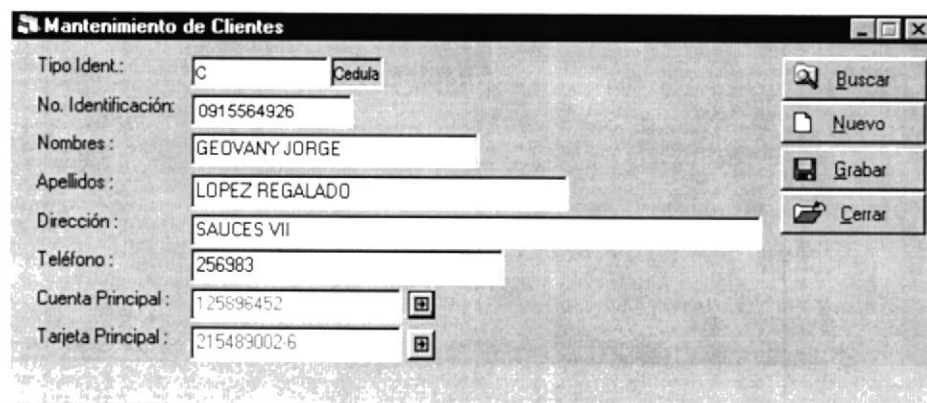 Mantenimiento de Clientes
Tipo Ident.: C Cedula
Buscar
No. Identificación: 0915564926
Nuevo
Nombres : GEOVANY JORGE
Grabar
Apellidos : LOPEZ REGALADO
Cerrar
Dirección : SAUCES VII
Teléfono : 256983
Cuenta Principal : 125896452
Tarjeta Principal : 215489002-6